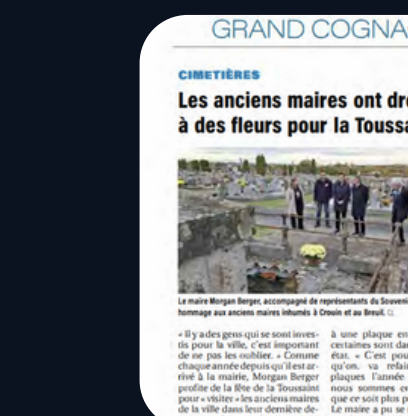 GRAND COGNA
CIMETIÈRES
Les anciens maires ont dro
à des fleurs pour la Toussa
Le maire Morgan Berger, accompagné de représentants du Souveni
hommage aux anciens maires inhumés à Crouin et au Breuil. CL
« Il y a des gens qui se sont inves-
tis pour la ville, c'est important
de ne pas les oublier. » Comme
chaque année depuis qu'il est ar-
rivé à la mairie, Morgan Berger
profite de la fête de la Toussaint
pour « visiter » les anciens maires
de la ville dans leur dernière de-
à une plaque en
certaines sont dan
état. « C'est pou
qu'on va refair
plaques l'année
nous sommes en
que ce soit plus p
Le maire a pu se